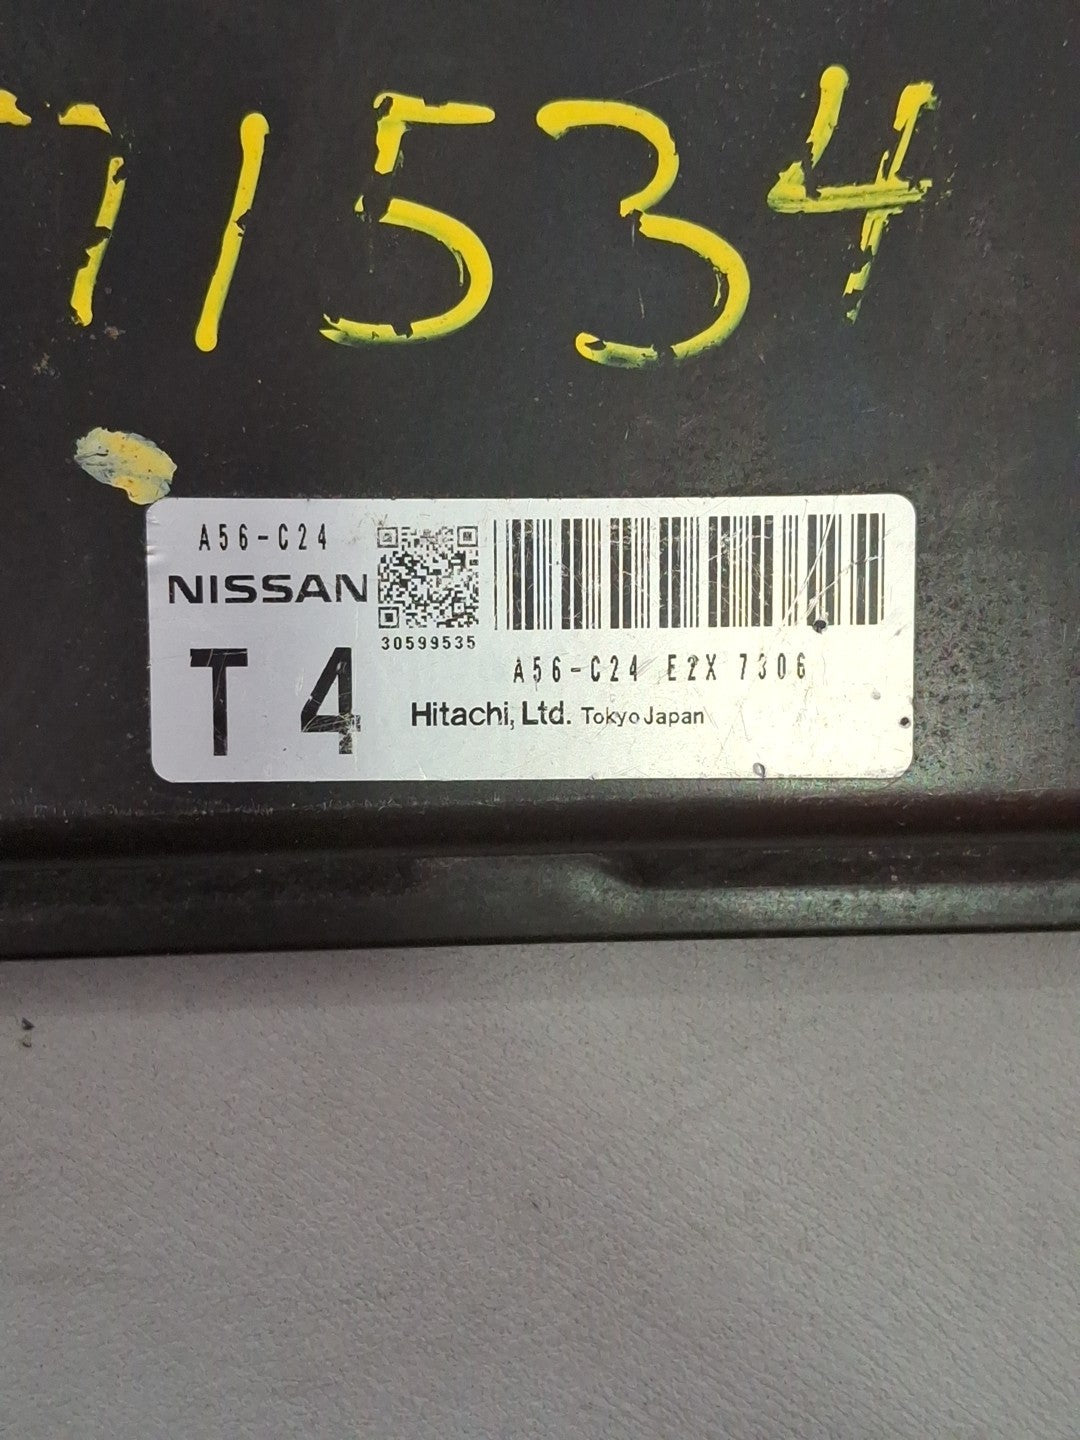 71534
A56-C24
NISSAN
30599535
T4
A56-C24 E2X 7306
Hitachi, Ltd. Tokyo Japan